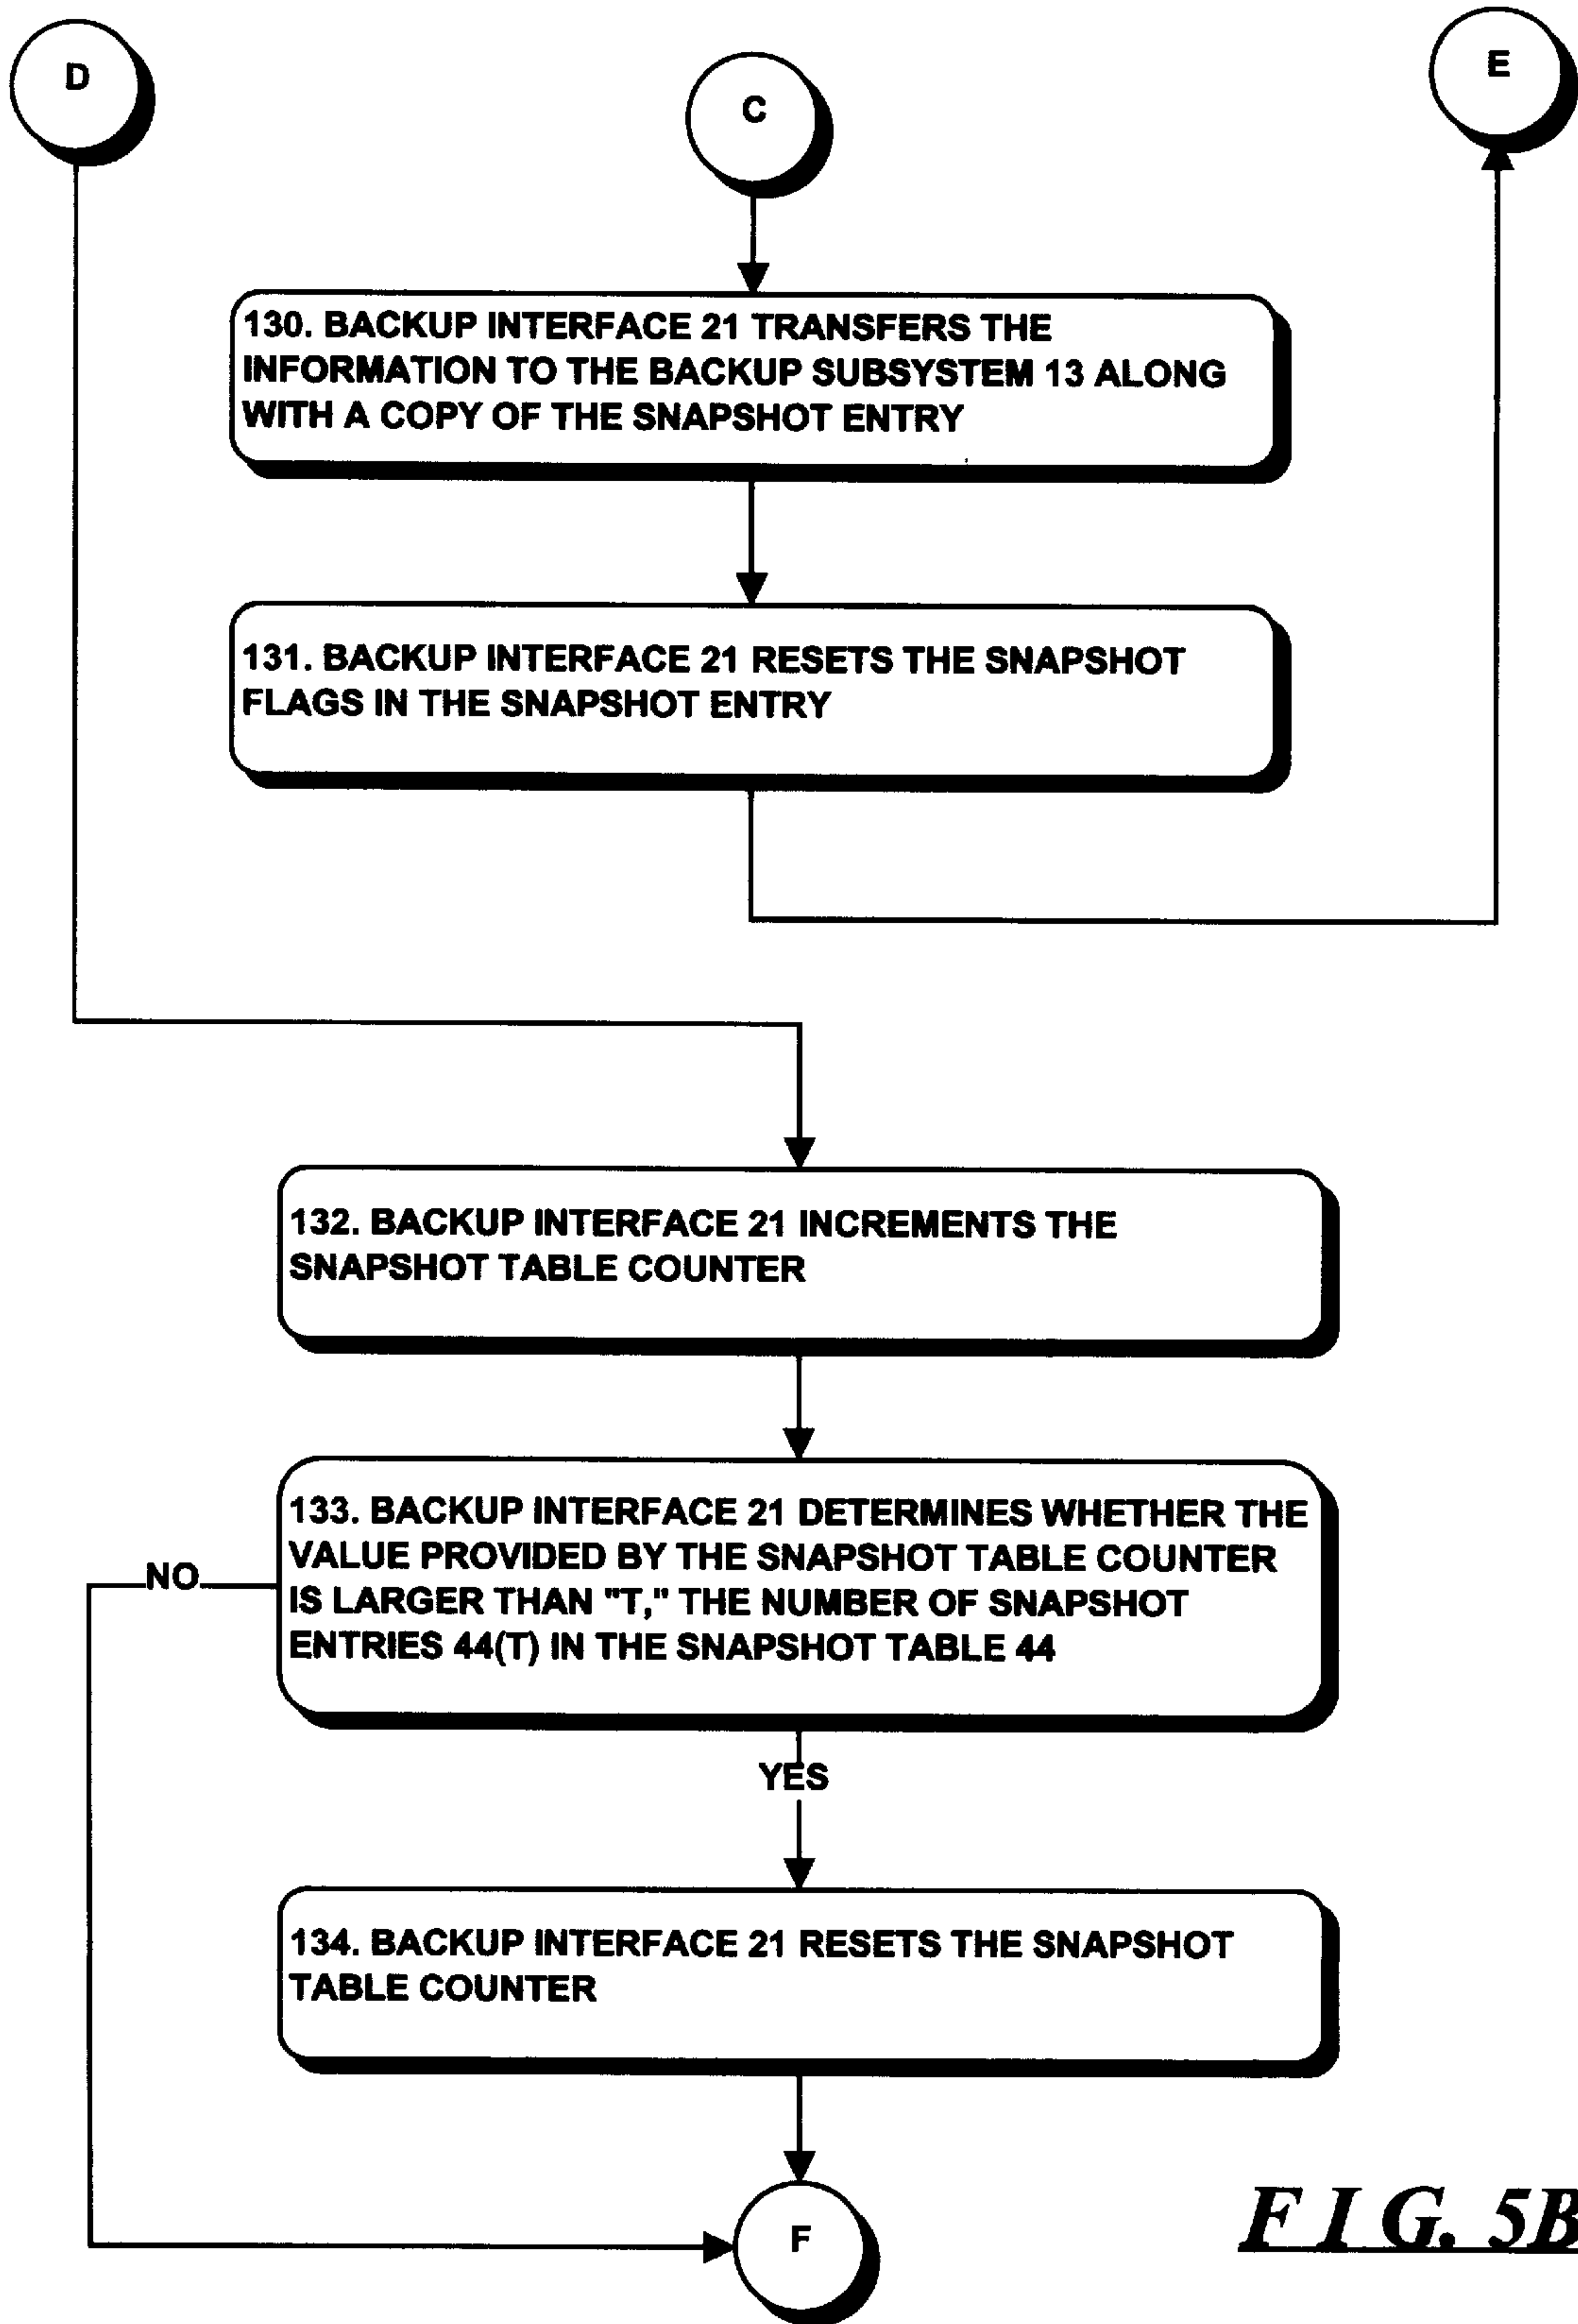 D
C
E
130. BACKUP INTERFACE 21 TRANSFERS THE
INFORMATION TO THE BACKUP SUBSYSTEM 13 ALONG
WITH A COPY OF THE SNAPSHOT ENTRY
131. BACKUP INTERFACE 21 RESETS THE SNAPSHOT
FLAGS IN THE SNAPSHOT ENTRY
132. BACKUP INTERFACE 21 INCREMENTS THE
SNAPSHOT TABLE COUNTER
133. BACKUP INTERFACE 21 DETERMINES WHETHER THE
VALUE PROVIDED BY THE SNAPSHOT TABLE COUNTER
IS LARGER THAN "T," THE NUMBER OF SNAPSHOT
ENTRIES 44(T) IN THE SNAPSHOT TABLE 44
NO
YES
134. BACKUP INTERFACE 21 RESETS THE SNAPSHOT
TABLE COUNTER
F
F I G. 5B